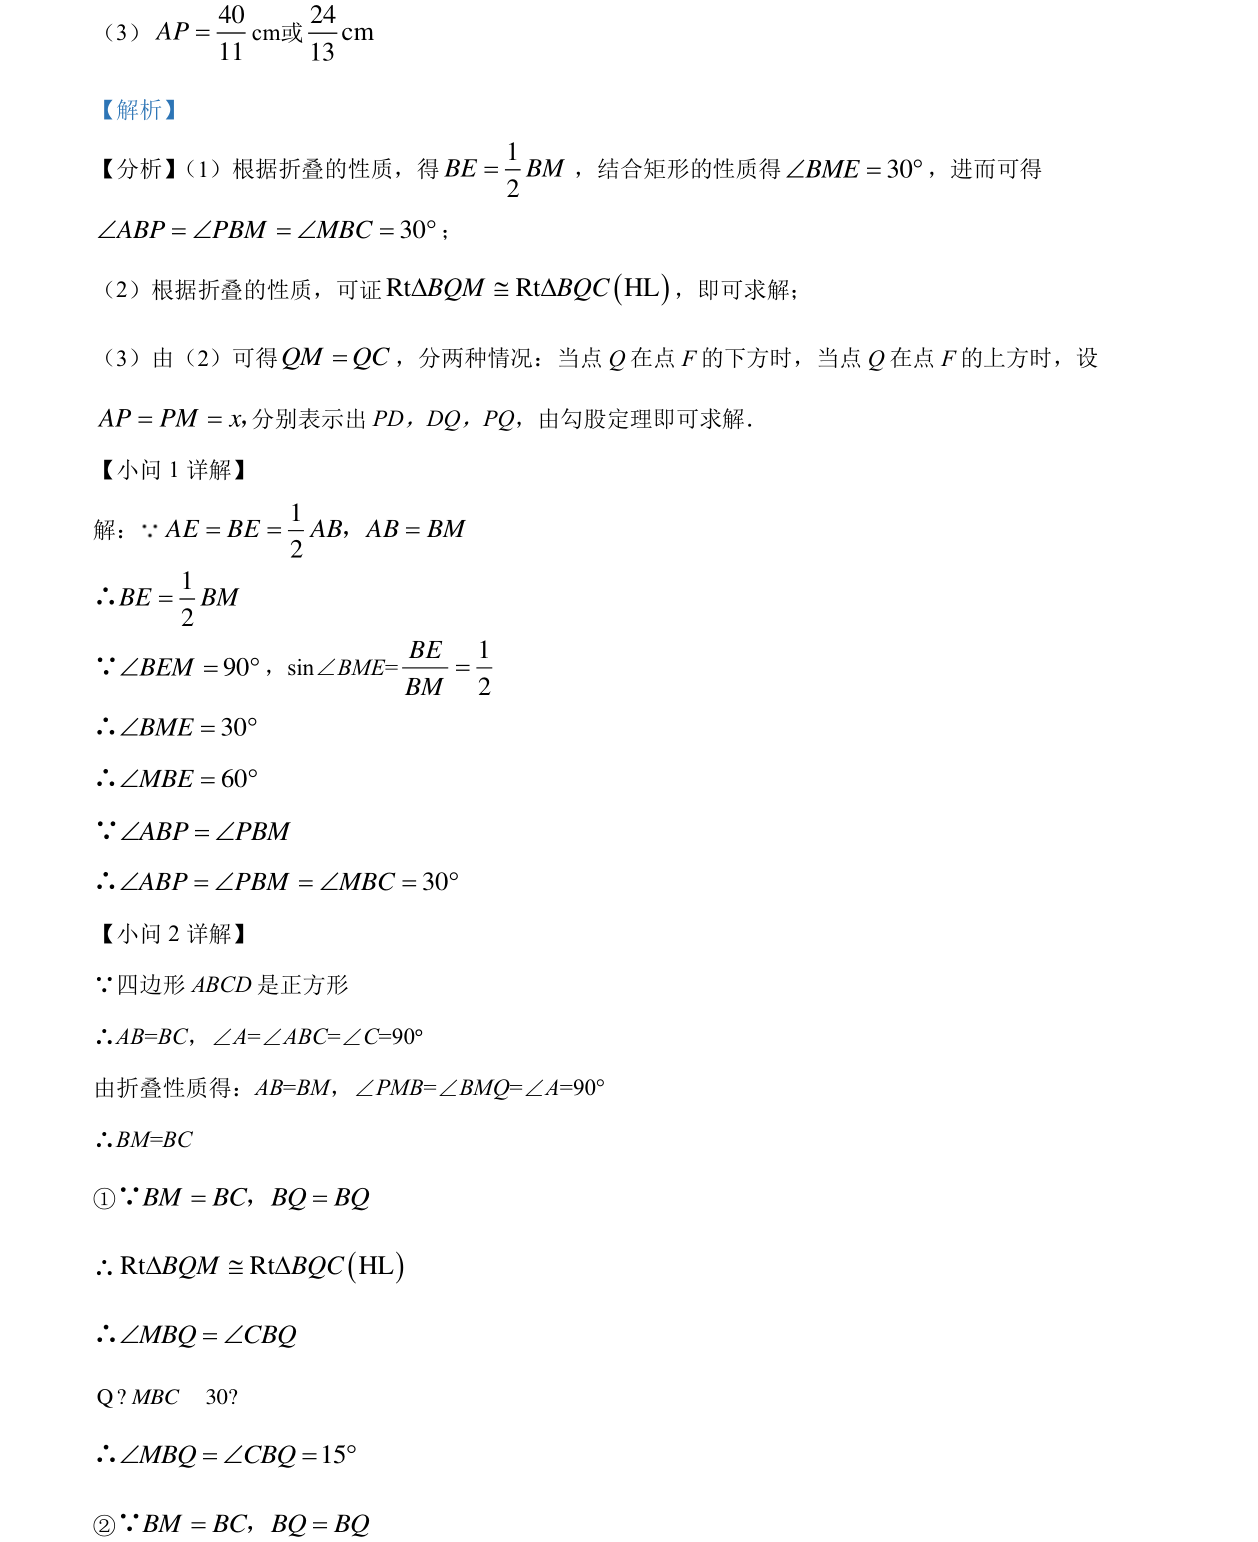 （3）AP = 40/11 cm或 24/13 cm
【解析】
【分析】（1）根据折叠的性质，得 BE = 1/2 BM ，结合矩形的性质得∠BME = 30°，进而可得
∠ABP = ∠PBM = ∠MBC = 30°；
（2）根据折叠的性质，可证 Rt∆BQM ≅ Rt∆BQC(HL)，即可求解；
（3）由（2）可得QM = QC ，分两种情况：当点 Q 在点 F 的下方时，当点 Q 在点 F 的上方时，设
AP = PM = x，分别表示出 PD，DQ，PQ，由勾股定理即可求解．
【小问 1 详解】
解：∵ AE = BE = 1/2 AB，AB = BM
∴BE = 1/2 BM
∵∠BEM = 90°，sin∠BME= BE/BM = 1/2
∴∠BME = 30°
∴∠MBE = 60°
∵∠ABP = ∠PBM
∴∠ABP = ∠PBM = ∠MBC = 30°
【小问 2 详解】
∵四边形 ABCD 是正方形
∴AB=BC，∠A=∠ABC=∠C=90°
由折叠性质得：AB=BM，∠PMB=∠BMQ=∠A=90°
∴BM=BC
①∵BM = BC，BQ = BQ
∴ Rt∆BQM ≅ Rt∆BQC(HL)
∴∠MBQ = ∠CBQ
Q ? MBC 30?
∴∠MBQ = ∠CBQ = 15°
②∵BM = BC，BQ = BQ